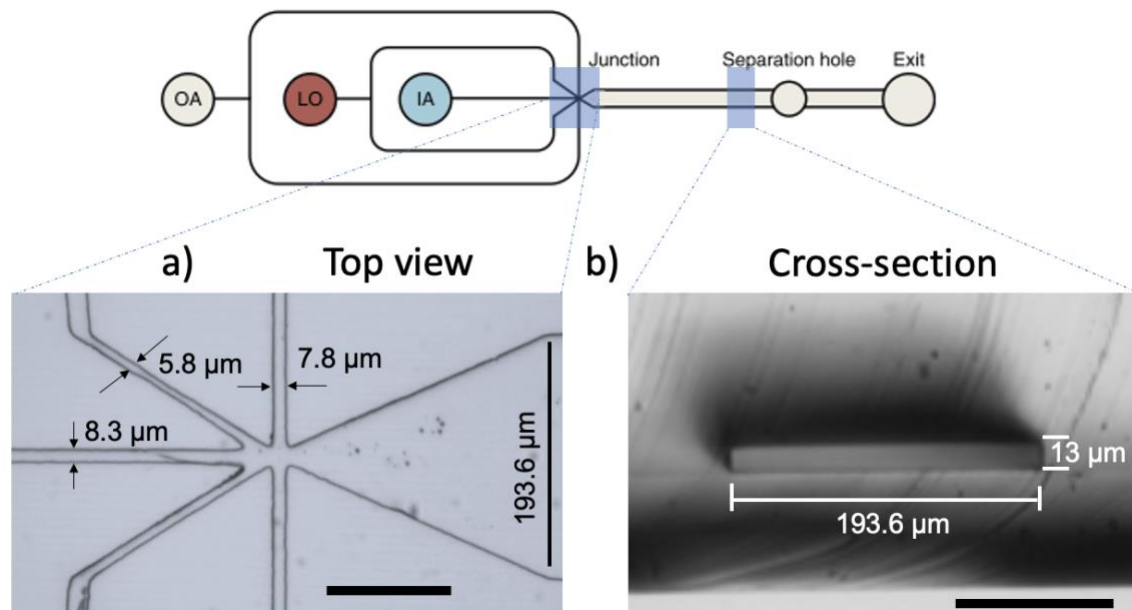 Junction
Separation hole
Exit
OA
LO
IA
a)
Top view
b)
Cross-section
5.8 µm
7.8 µm
8.3 µm
193.6 µm
13 µm
193.6 µm